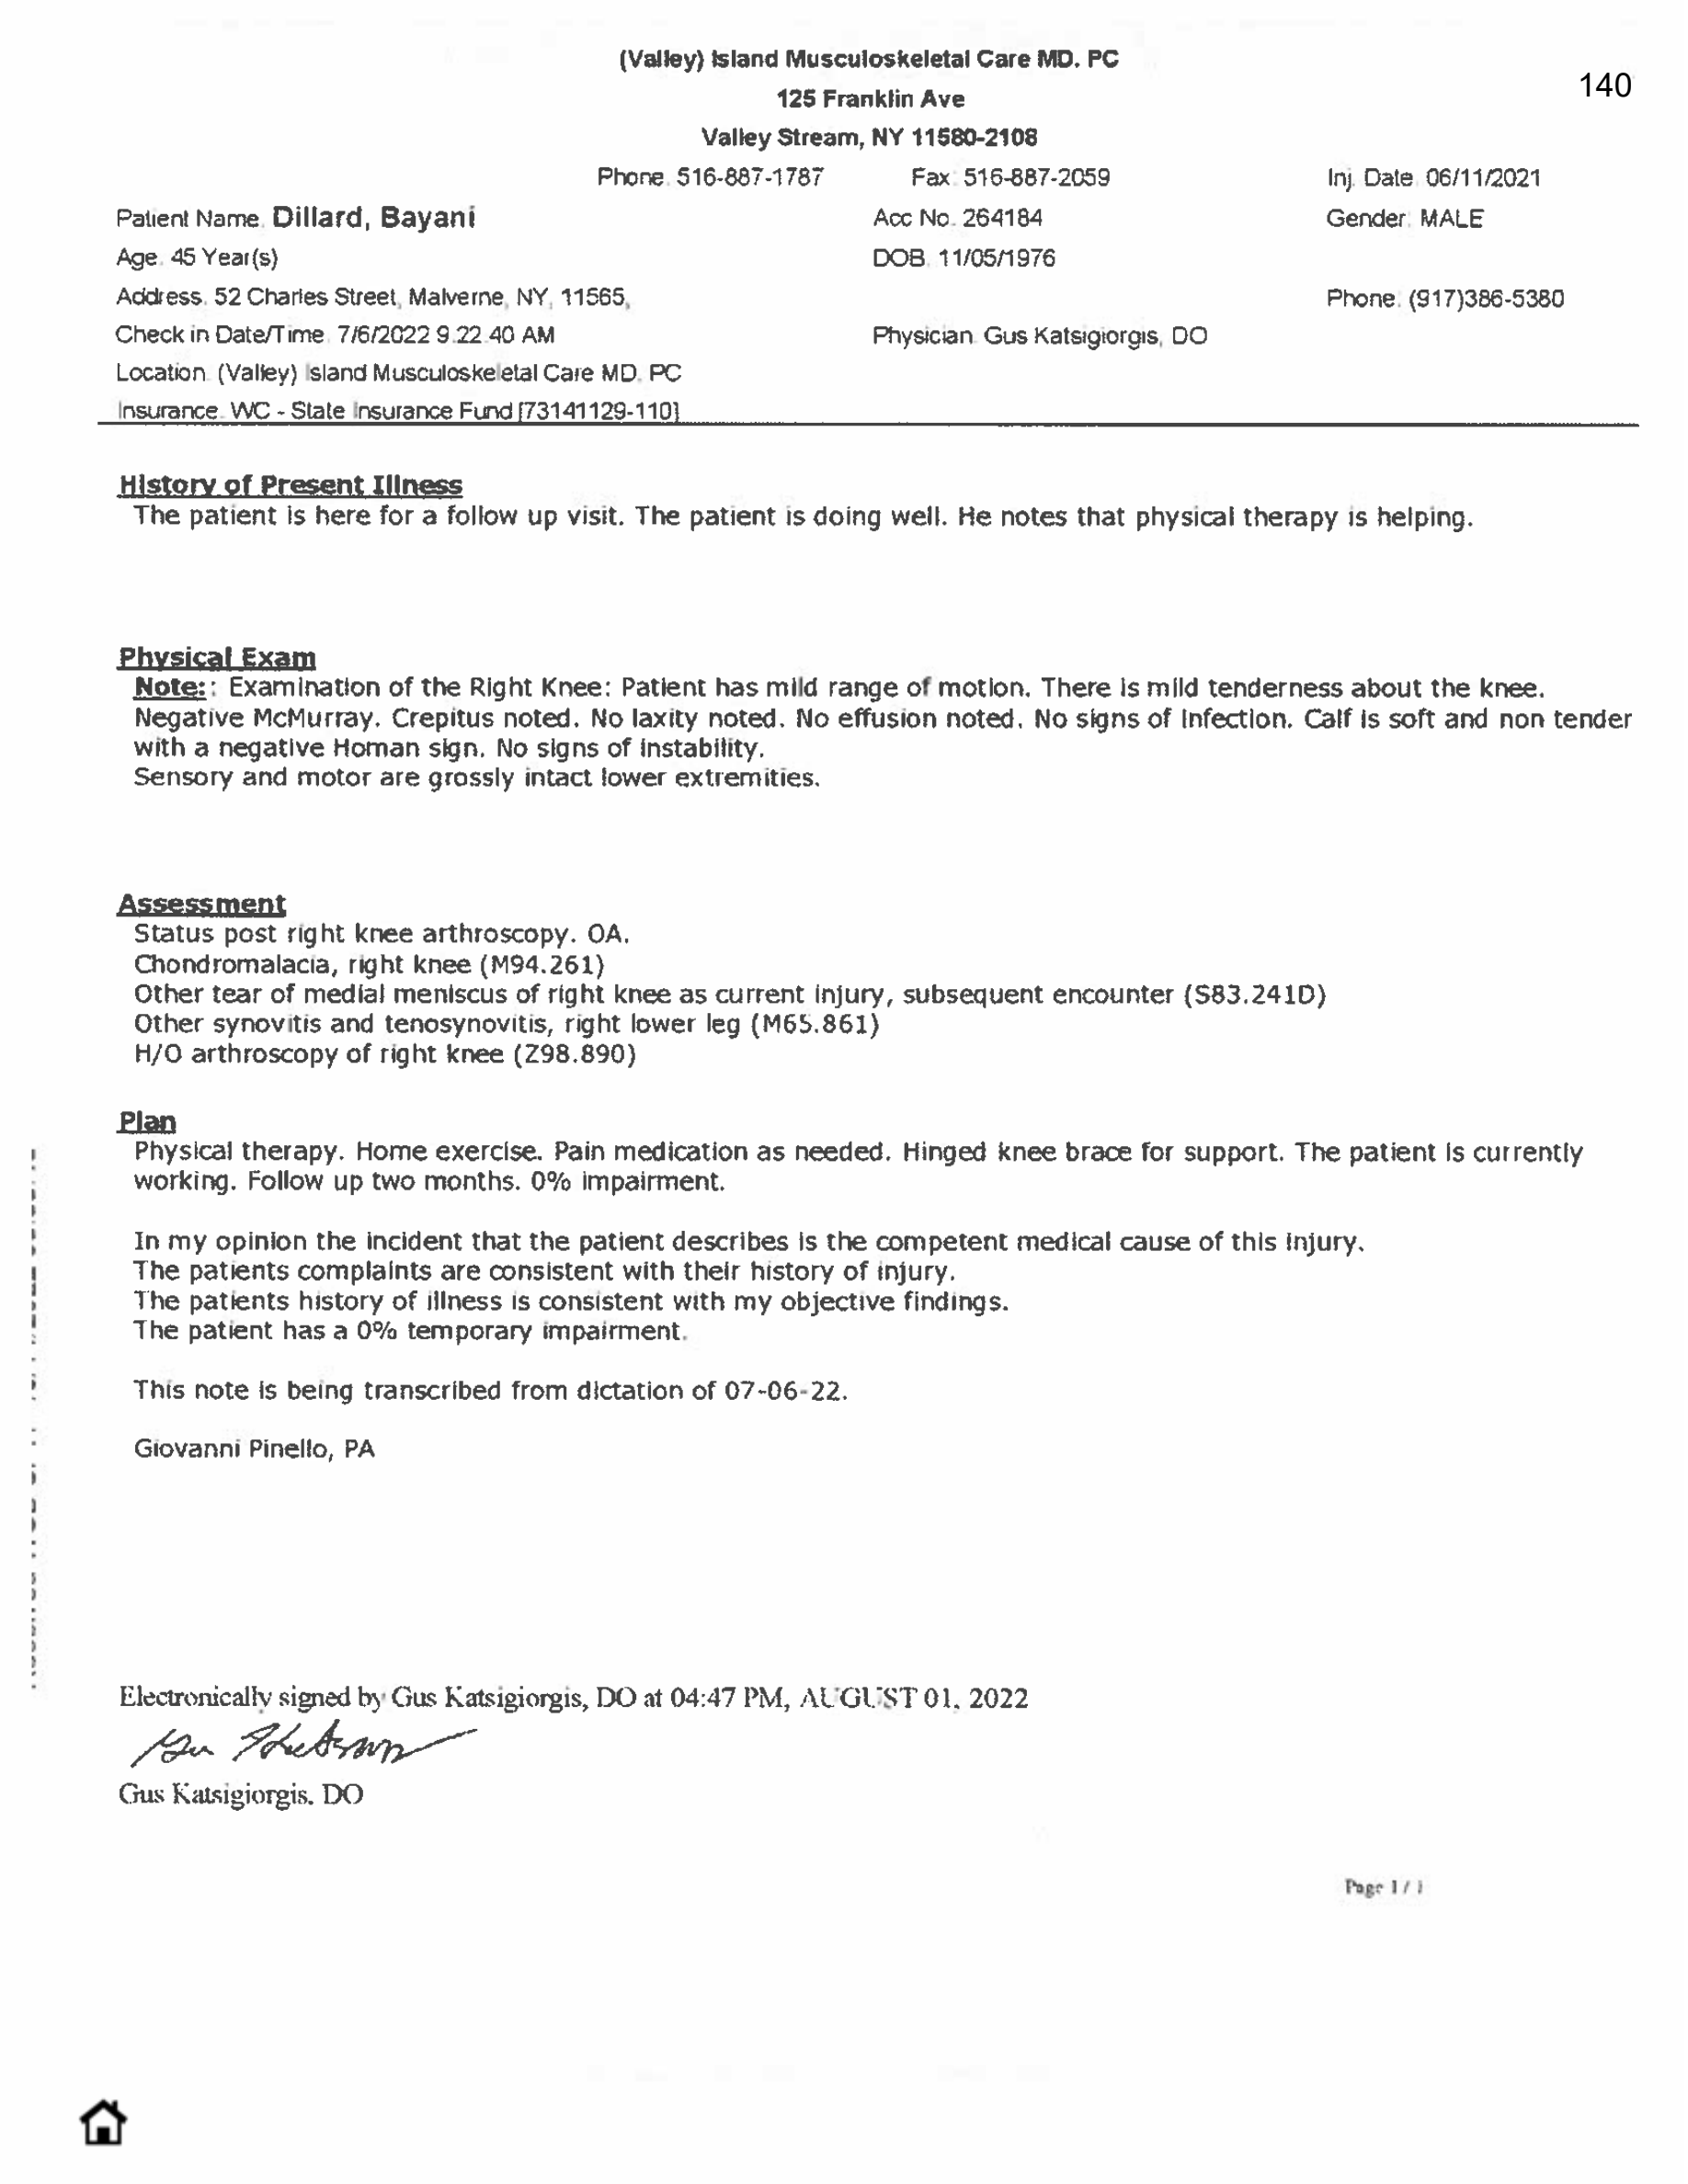 (Valley) Island Musculoskeletal Care MD. PC
140
125 Franklin Ave
Valley Stream, NY 11580-2108
Phone. 516-887-1787 Fax: 516-887-2059 Inj. Date 06/11/2021
Patient Name. Dillard, Bayani Acc No. 264184 Gender: MALE
Age. 45 Year(s) DOB. 11/05/1976
Address. 52 Charles Street, Malverne, NY, 11565, Phone: (917)386-5380
Check in Date/Time. 7/6/2022 9.22.40 AM Physician. Gus Katsigiorgis, DO
Location. (Valley) Island Musculoskeletal Care MD. PC
Insurance. WC - State Insurance Fund [73141129-110]
History of Present Illness
The patient is here for a follow up visit. The patient is doing well. He notes that physical therapy is helping.
Physical Exam
Note:: Examination of the Right Knee: Patient has mild range of motion. There is mild tenderness about the knee.
Negative McMurray. Crepitus noted. No laxity noted. No effusion noted. No signs of infection. Calf is soft and non tender
with a negative Homan sign. No signs of instability.
Sensory and motor are grossly intact lower extremities.
Assessment
Status post right knee arthroscopy. OA.
Chondromalacia, right knee (M94.261)
Other tear of medial meniscus of right knee as current injury, subsequent encounter (S83.241D)
Other synovitis and tenosynovitis, right lower leg (M65.861)
H/O arthroscopy of right knee (Z98.890)
Plan
Physical therapy. Home exercise. Pain medication as needed. Hinged knee brace for support. The patient is currently
working. Follow up two months. 0% impairment.
In my opinion the incident that the patient describes is the competent medical cause of this injury.
The patients complaints are consistent with their history of injury.
The patients history of illness is consistent with my objective findings.
The patient has a 0% temporary impairment.
This note is being transcribed from dictation of 07-06-22.
Giovanni Pinello, PA
Electronically signed by Gus Katsigiorgis, DO at 04:47 PM, AUGUST 01, 2022
Gus Katsigiorgis, DO
Page 1 / 1